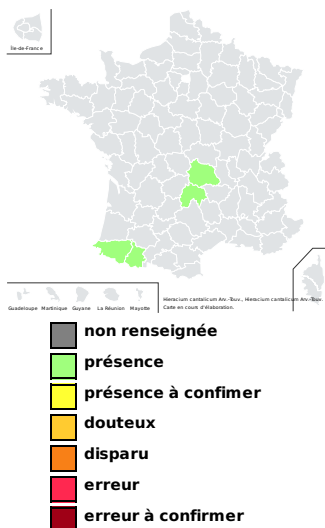 Île-de-France
Guadeloupe Martinique Guyane La Réunion Mayotte
Hieracium cantalicum Arv.-Touv., Hieracium cantalicum Arv.-Touv.
Carte en cours d'élaboration.
non renseignée
présence
présence à confimer
douteux
disparu
erreur
erreur à confirmer